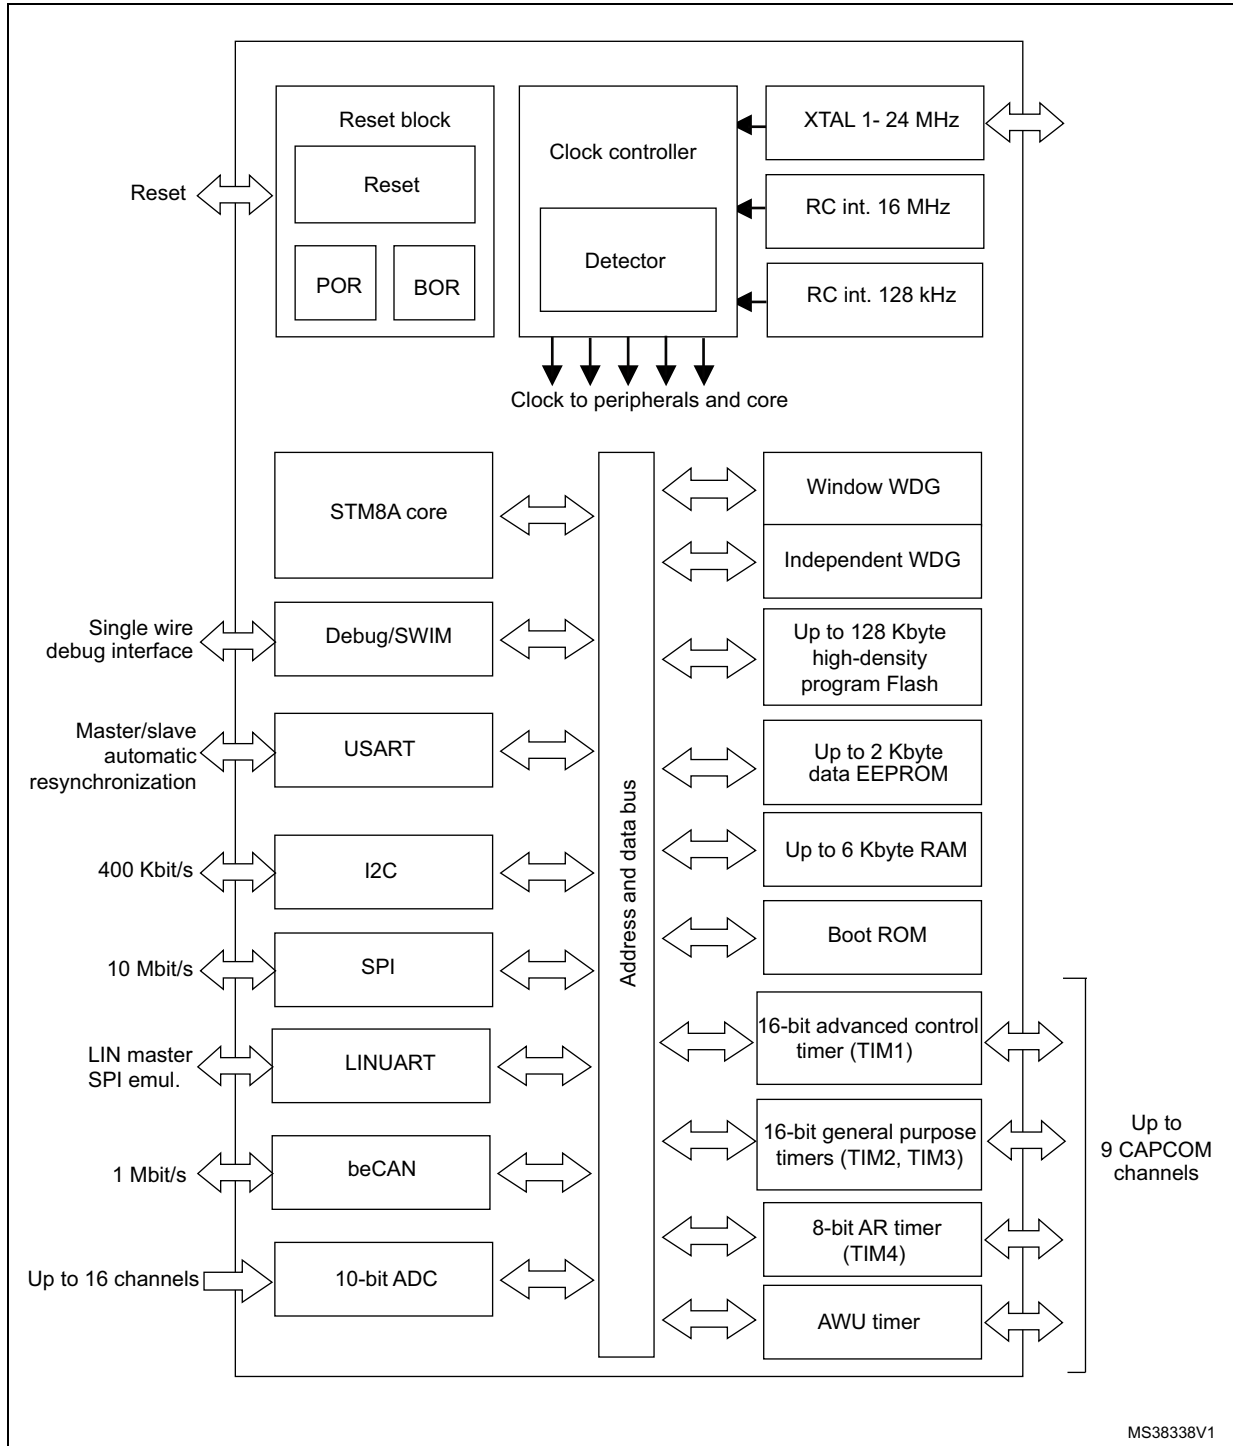 Reset block
Reset
POR
BOR
Reset
Clock controller
Detector
XTAL 1- 24 MHz
RC int. 16 MHz
RC int. 128 kHz
Clock to peripherals and core
STM8A core
Single wire
debug interface
Debug/SWIM
Master/slave
automatic
resynchronization
USART
400 Kbit/s
I2C
10 Mbit/s
SPI
LIN master
SPI emul.
LINUART
1 Mbit/s
beCAN
Up to 16 channels
10-bit ADC
Address and data bus
Window WDG
Independent WDG
Up to 128 Kbyte
high-density
program Flash
Up to 2 Kbyte
data EEPROM
Up to 6 Kbyte RAM
Boot ROM
16-bit advanced control
timer (TIM1)
16-bit general purpose
timers (TIM2, TIM3)
8-bit AR timer
(TIM4)
AWU timer
Up to
9 CAPCOM
channels
MS38338V1